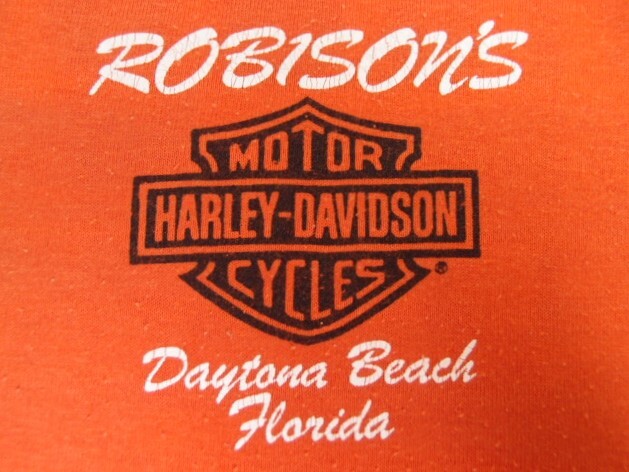 ROBISON'S
MOTOR
HARLEY-DAVIDSON
CYCLES ®
Daytona Beach
Florida